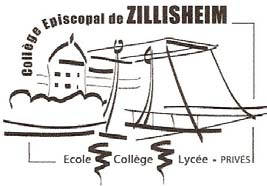 Collège Episcopal de ZILLISHEIM
Ecole Collège Lycée - PRIVÉS